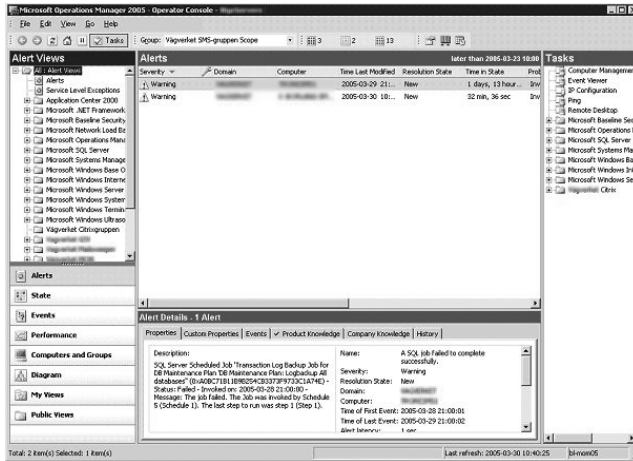 Microsoft Operations Manager 2005 - Operator Console -
File Edit View Go Help
Tasks Group: Vägverket SMS-gruppen Scope 3 2 13
Alert Views
All : Alert Views
Alerts
Service Level Exceptions
Application Center 2000
Microsoft .NET Framework
Microsoft Baseline Security
Microsoft Network Load Ba
Microsoft Operations Mana
Microsoft SQL Server
Microsoft Systems Manage
Microsoft Windows Base O
Microsoft Windows Interne
Microsoft Windows Server
Microsoft Windows System
Microsoft Windows Termin
Microsoft Windows Ultraso
Vägverket Citrixgruppen
Vägverket
Vägverket
Vägverket
Alerts
State
Events
Performance
Computers and Groups
Diagram
My Views
Public Views
Alerts later than 2005-03-23 10:00
Severity Domain Computer Time Last Modified Resolution State Time in State Prob
Warning 2005-03-29 21:... New 1 days, 13 hour... Inv
Warning 2005-03-30 10:... New 32 min, 36 sec Inv
Alert Details - 1 Alert
Properties Custom Properties Events Product Knowledge Company Knowledge History
Description:
SQL Server Scheduled Job 'Transaction Log Backup Job for
DB Maintenance Plan 'DB Maintenance Plan: Logbackup All
databases''
Status: Failed - Invoked on: 2005-03-28 21:00:00 -
Message: The job failed. The Job was invoked by Schedule
5 (Schedule 1). The last step to run was step 1 (Step 1).
Name: A SQL job failed to complete
successfully.
Severity: Warning
Resolution State: New
Domain:
Computer:
Time of First Event: 2005-03-28 21:00:01
Time of Last Event: 2005-03-29 21:00:02
Alert latency: 1 sec
Tasks
Computer Manageme
Event Viewer
IP Configuration
Ping
Remote Desktop
Microsoft Baseline Sec
Microsoft Operations
Microsoft SQL Server
Microsoft Systems Ma
Microsoft Windows Ba
Microsoft Windows Int
Microsoft Windows Se
Vägverket Citrix
Total: 2 item(s) Selected: 1 item(s)
Last refresh: 2005-03-30 10:40:25
bl-mom05